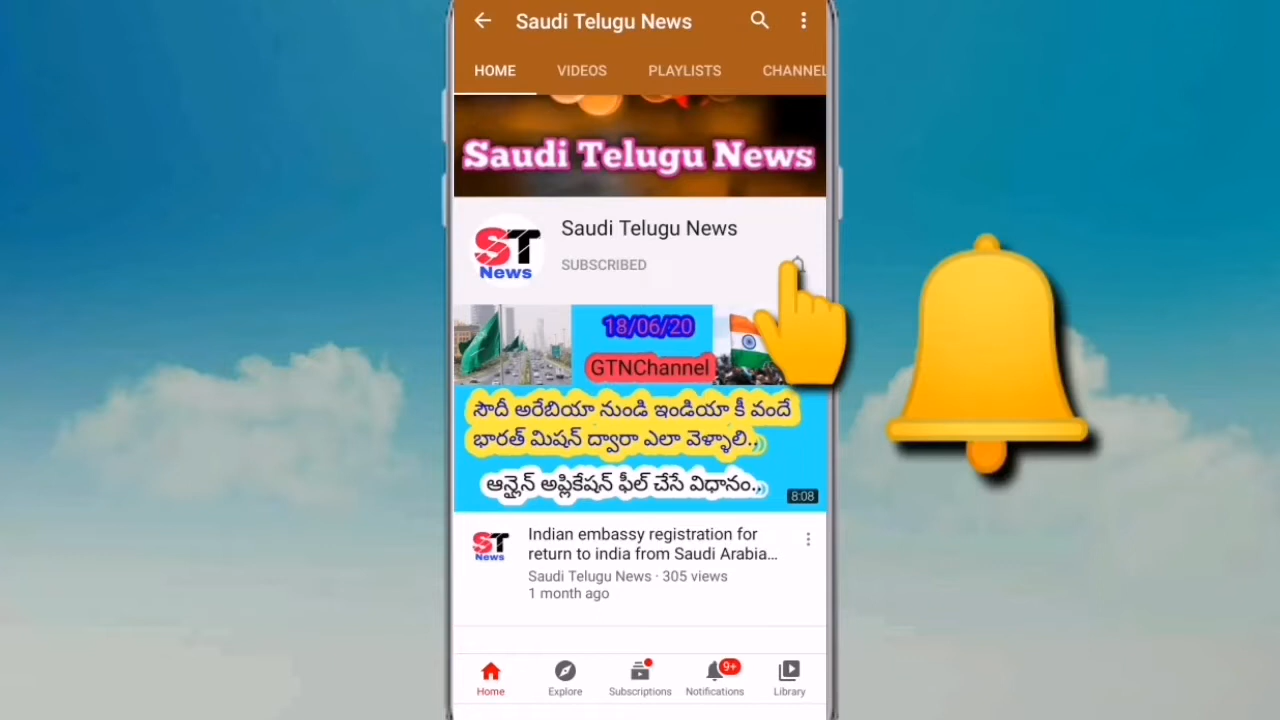 Saudi Telugu News
HOME VIDEOS PLAYLISTS CHANNEL
Saudi Telugu News
ST
News
Saudi Telugu News
SUBSCRIBED
18/06/20
GTNChannel
సౌదీ అరేబియా నుండి ఇండియా కీ వందే
భారత్ మిషన్ ద్వారా ఎలా వెళ్ళాలి.,
ఆన్లైన్ అప్లికేషన్ ఫీల్ చేసే విధానం.,
8:08
ST
News
Indian embassy registration for
return to india from Saudi Arabia...
Saudi Telugu News · 305 views
1 month ago
9+
Home Explore Subscriptions Notifications Library